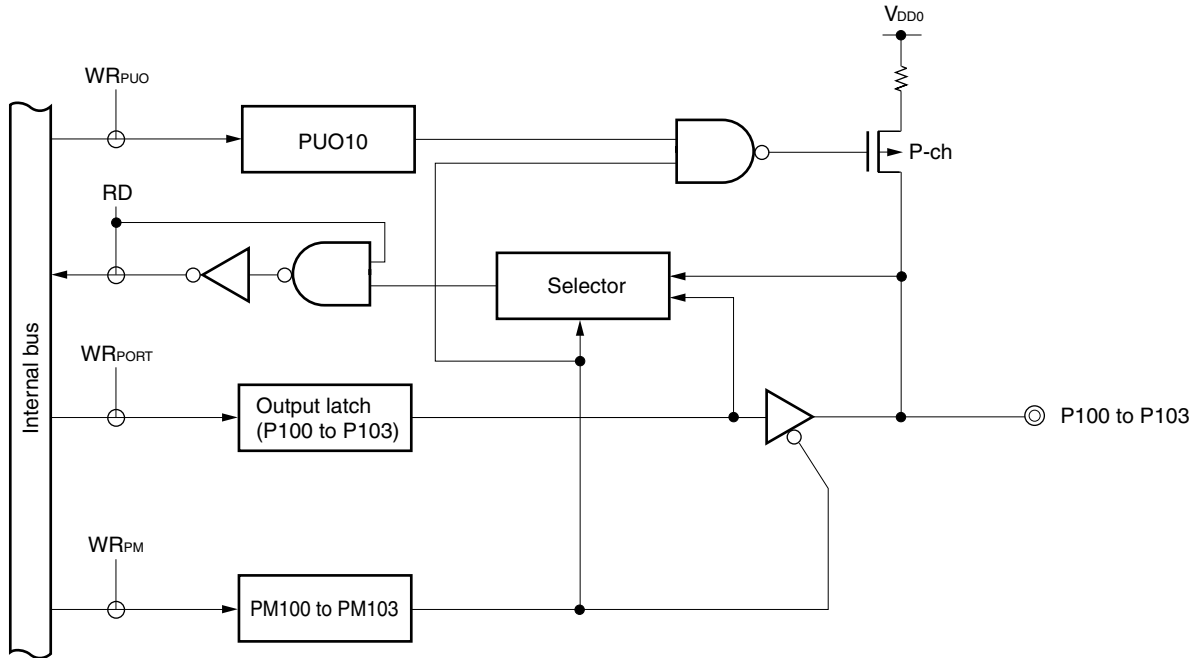 VDD0
WRPUO
PUO10
P-ch
RD
Selector
Internal bus
WRPORT
Output latch
(P100 to P103)
P100 to P103
WRPM
PM100 to PM103